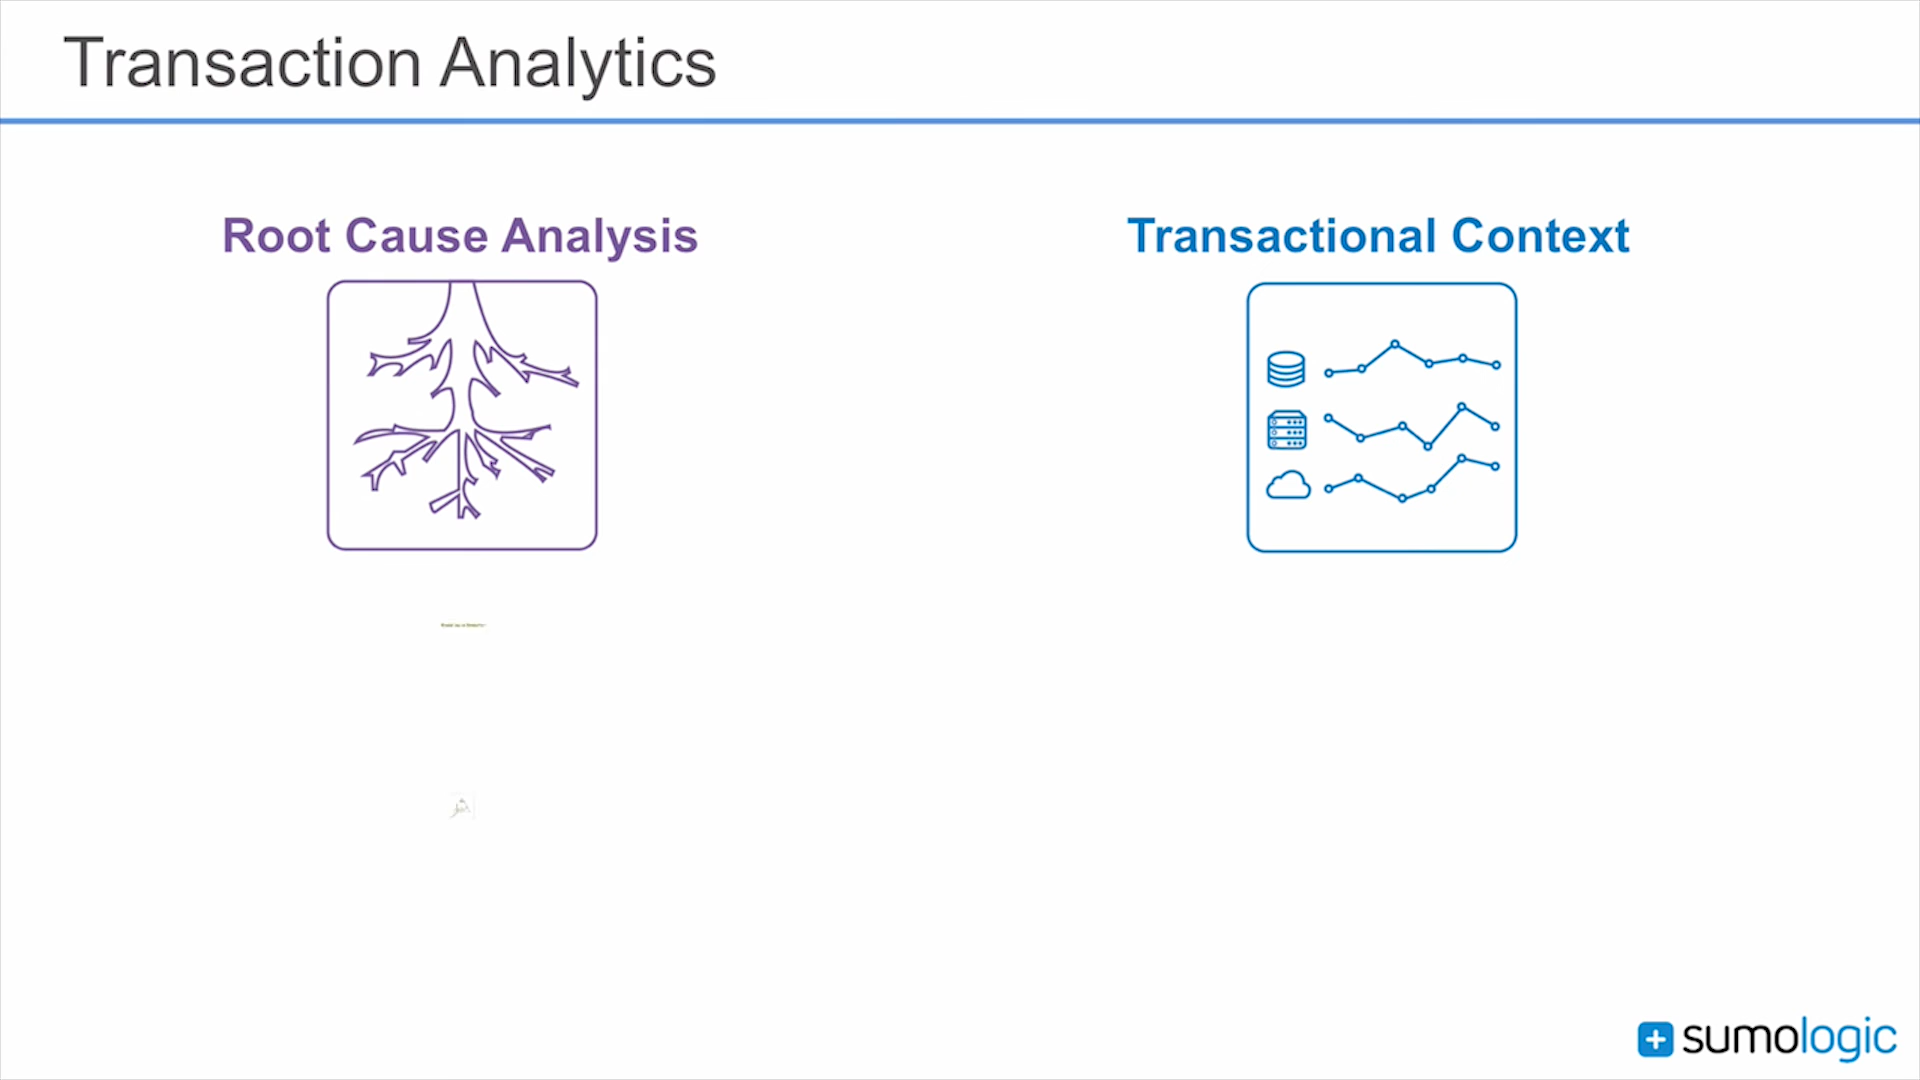 Transaction Analytics
Root Cause Analysis
Transactional Context
sumologic